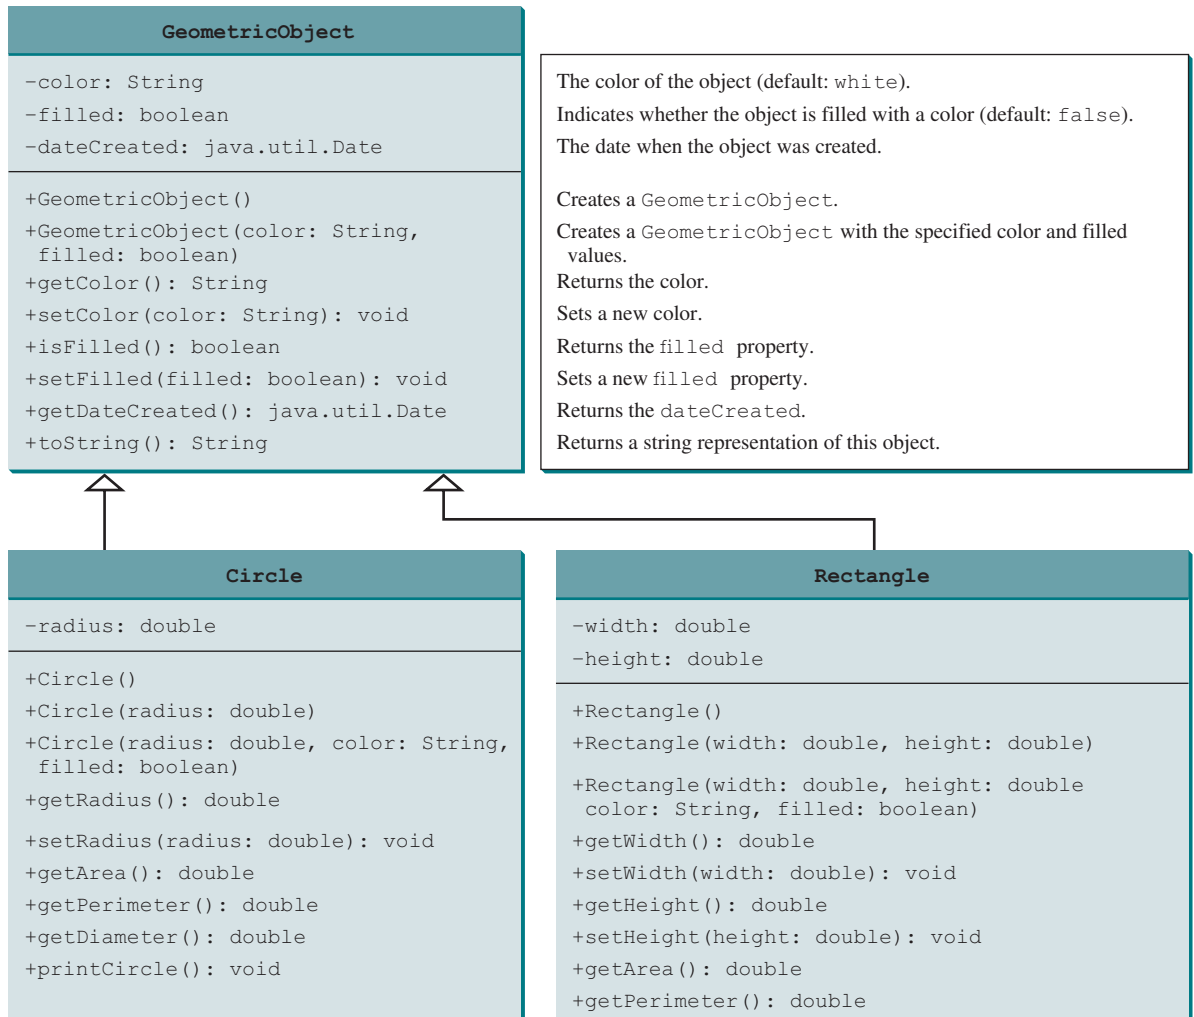 GeometricObject
-color: String
-filled: boolean
-dateCreated: java.util.Date
+GeometricObject()
+GeometricObject(color: String,
filled: boolean)
+getColor(): String
+setColor(color: String): void
+isFilled(): boolean
+setFilled(filled: boolean): void
+getDateCreated(): java.util.Date
+toString(): String
The color of the object (default: white).
Indicates whether the object is filled with a color (default: false).
The date when the object was created.
Creates a GeometricObject.
Creates a GeometricObject with the specified color and filled
values.
Returns the color.
Sets a new color.
Returns the filled property.
Sets a new filled property.
Returns the dateCreated.
Returns a string representation of this object.
Circle
-radius: double
+Circle()
+Circle(radius: double)
+Circle(radius: double, color: String,
filled: boolean)
+getRadius(): double
+setRadius(radius: double): void
+getArea(): double
+getPerimeter(): double
+getDiameter(): double
+printCircle(): void
Rectangle
-width: double
-height: double
+Rectangle()
+Rectangle(width: double, height: double)
+Rectangle(width: double, height: double
color: String, filled: boolean)
+getWidth(): double
+setWidth(width: double): void
+getHeight(): double
+setHeight(height: double): void
+getArea(): double
+getPerimeter(): double